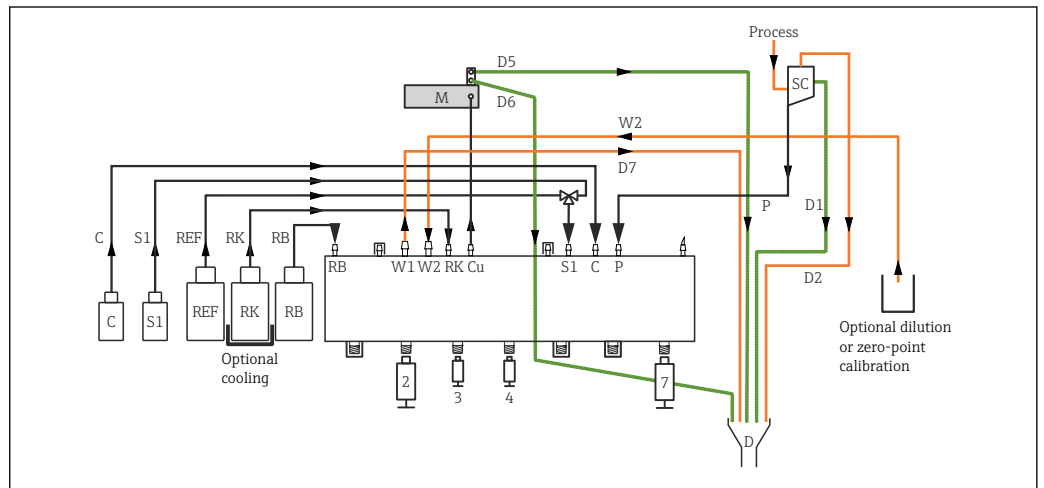 Process
D5
SC
M
D6
W2
D7
P
D1
C
S1
REF
RK
RB
RB
W1
W2
RK
Cu
S1
C
P
D2
C
S1
REF
RK
RB
Optional
cooling
Optional dilution
or zero-point
calibration
2
3
4
7
D